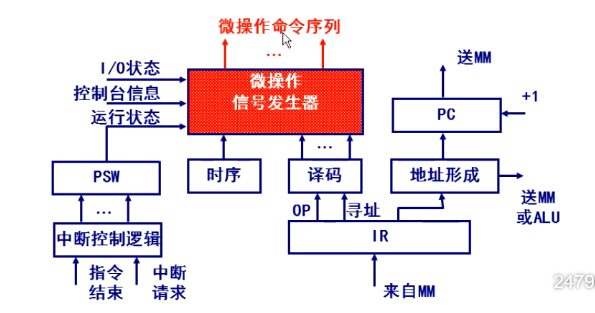 微操作命令序列
...
I/O状态
控制台信息
运行状态
微操作
信号发生器
送MM
+1
PC
...
PSW
时序
译码
地址形成
送MM
或ALU
...
OP
寻址
中断控制逻辑
IR
指令
结束
中断
请求
来自MM
2479